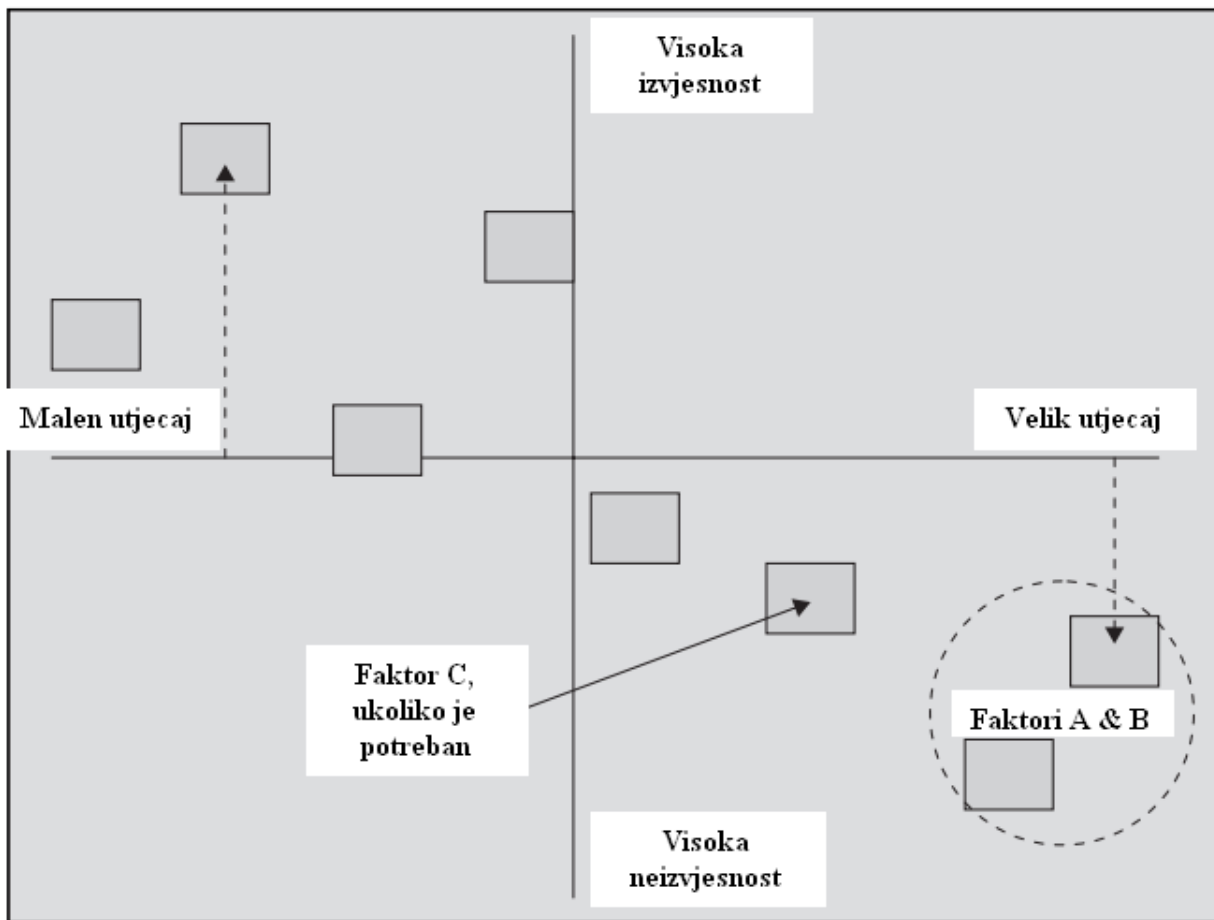 Visoka
izvjesnost
Malen utjecaj
Velik utjecaj
Faktor C,
ukoliko je
potreban
Faktori A & B
Visoka
neizvjesnost